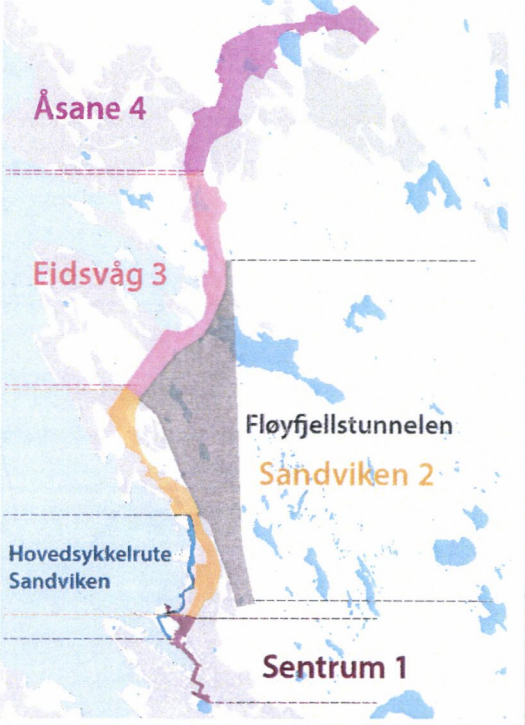 Åsane 4
Eidsvåg 3
Fløyfjellstunnelen
Sandviken 2
Hovedsykkelrute
Sandviken
Sentrum 1